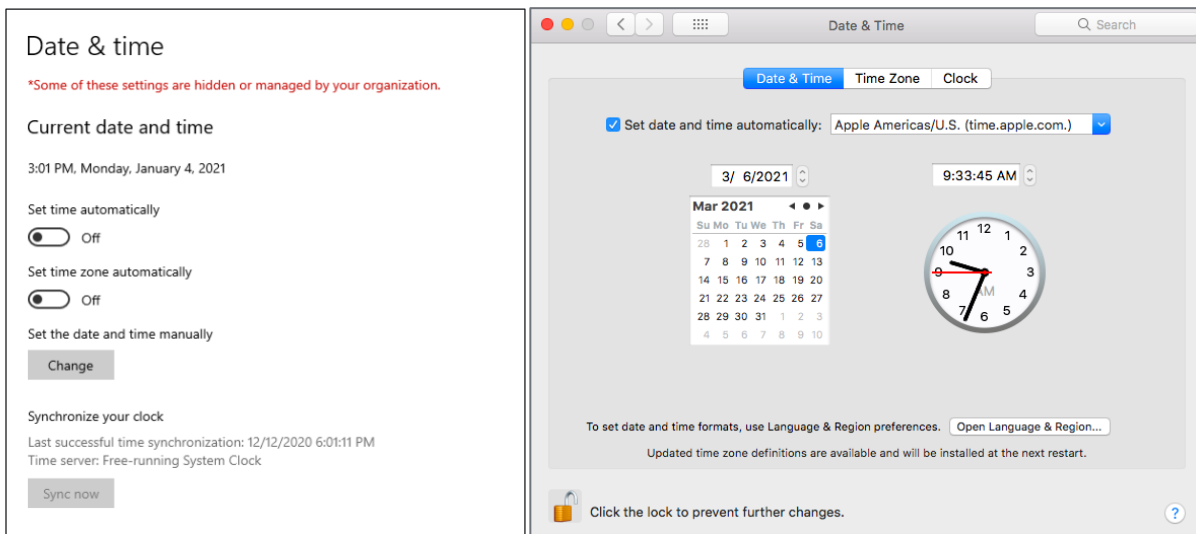 Date & time
*Some of these settings are hidden or managed by your organization.
Current date and time
3:01 PM, Monday, January 4, 2021
Set time automatically
Off
Set time zone automatically
Off
Set the date and time manually
Change
Synchronize your clock
Last successful time synchronization: 12/12/2020 6:01:11 PM
Time server: Free-running System Clock
Sync now
Date & Time
Search
Date & Time Time Zone Clock
Set date and time automatically: Apple Americas/U.S. (time.apple.com.)
3/ 6/2021
9:33:45 AM
Mar 2021
Su Mo Tu We Th Fr Sa
28 1 2 3 4 5 6
7 8 9 10 11 12 13
14 15 16 17 18 19 20
21 22 23 24 25 26 27
28 29 30 31 1 2 3
4 5 6 7 8 9 10
12
11 1
10 2
9 3
AM
8 4
7 5
6
To set date and time formats, use Language & Region preferences. Open Language & Region...
Updated time zone definitions are available and will be installed at the next restart.
Click the lock to prevent further changes.
?